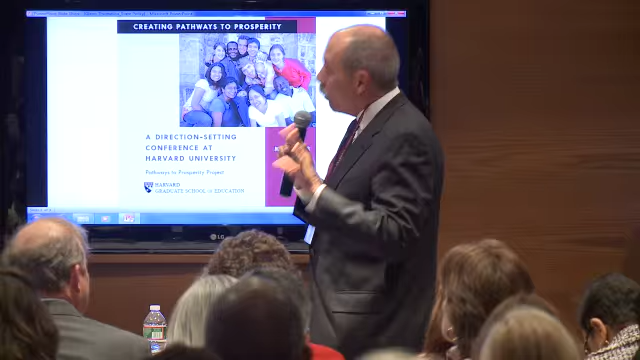 CREATING PATHWAYS TO PROSPERITY
A DIRECTION-SETTING
CONFERENCE AT
HARVARD UNIVERSITY
Pathways to Prosperity Project
HARVARD
GRADUATE SCHOOL OF EDUCATION
LG